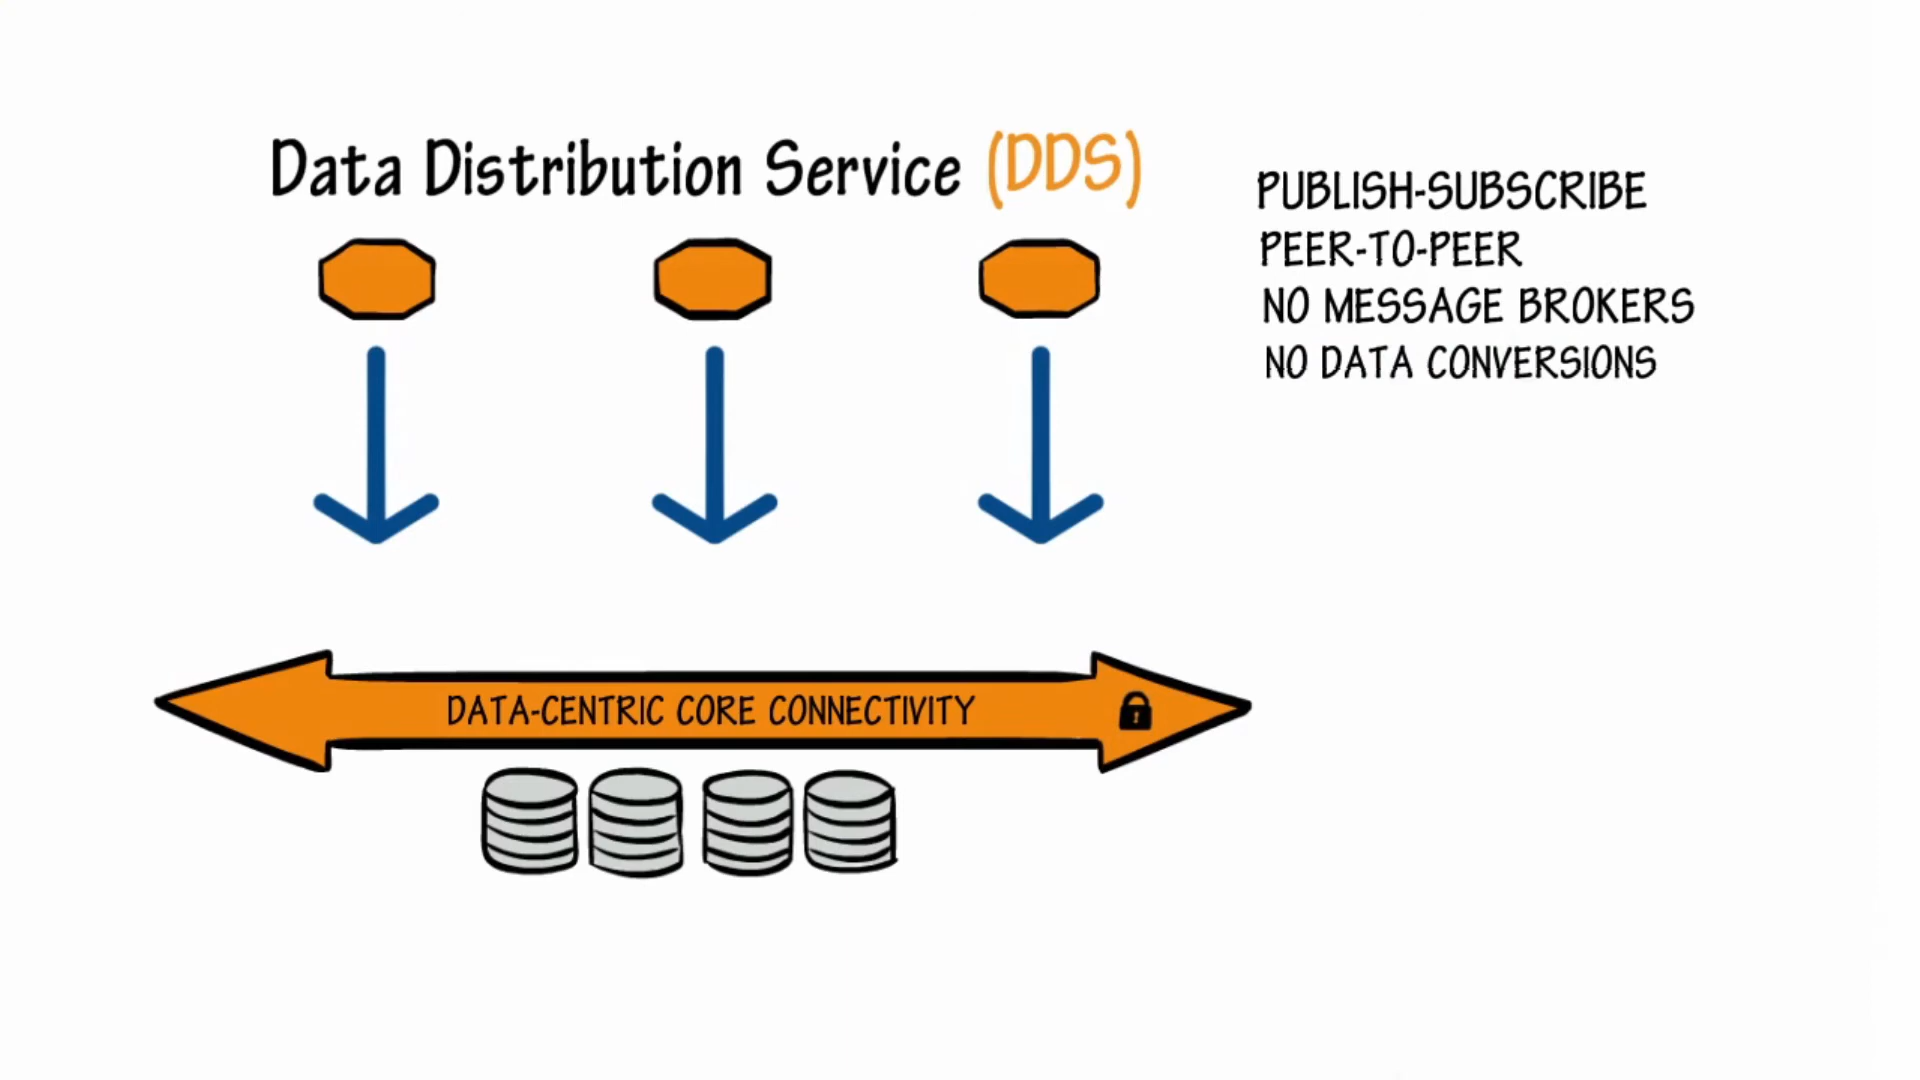 Data Distribution Service (DDS)
PUBLISH-SUBSCRIBE
PEER-TO-PEER
NO MESSAGE BROKERS
NO DATA CONVERSIONS
DATA-CENTRIC CORE CONNECTIVITY